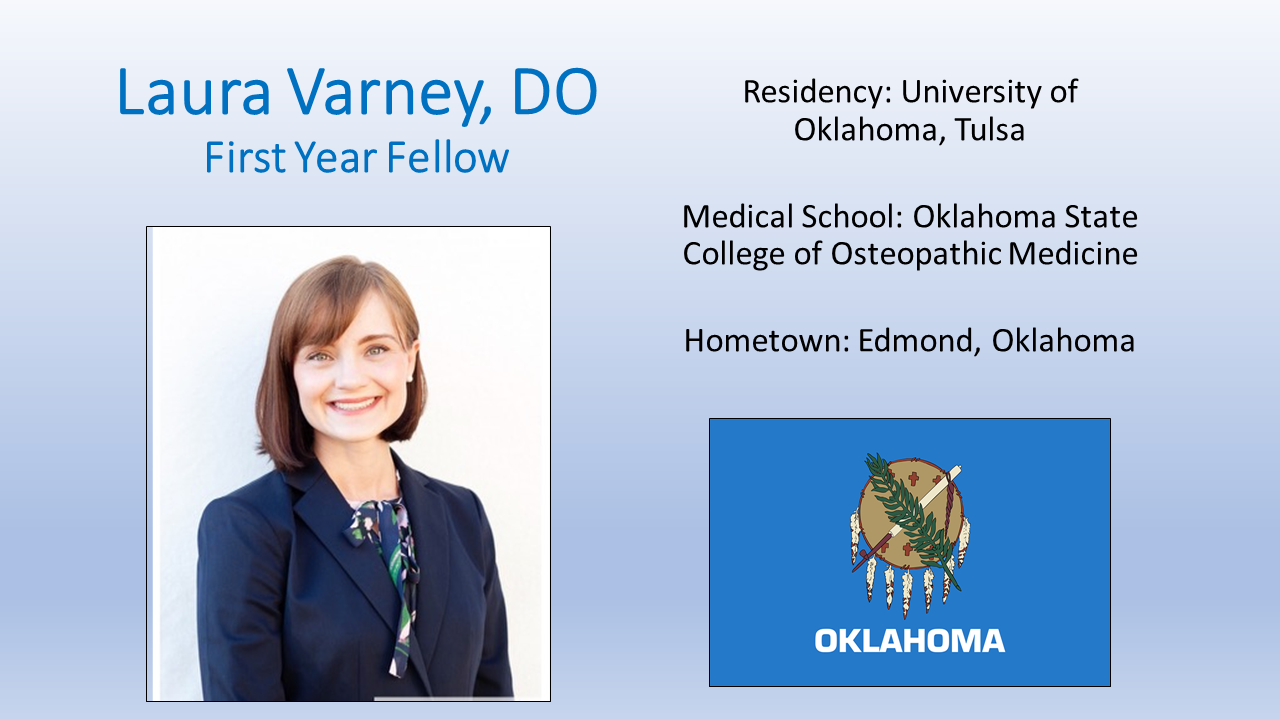 Laura Varney, DO
First Year Fellow
Residency: University of
Oklahoma, Tulsa
Medical School: Oklahoma State
College of Osteopathic Medicine
Hometown: Edmond, Oklahoma
OKLAHOMA